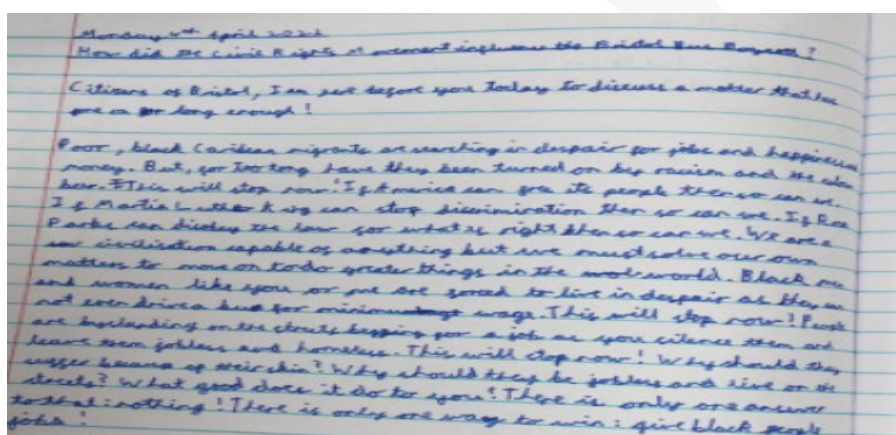 Monday 4th April 2022
How did the Civil Rights Movement influence the Bristol Bus Boycott?
Citizens of Bristol, I am here before you today to discuss a matter that has
gone on for long enough!
Poor, black Caribean migrants are searching in despair for jobs and happiness
money. But, for too long have they been turned on by racism and the colour
bar. This will stop now! If America can free its people then so can we.
If Martin Luther King can stop discrimination then so can we. If Rosa
Parks can disobey the law for what is right then so can we. We are a
civilisation capable of anything but we must solve our own
matters to move on to do greater things in the world. Black men
and women like you or me are forced to live in despair as they can
not even drive a bus for minimum wage. This will stop now! People
are on the streets begging for a job as you silence them and
leave them jobless and homeless. This will stop now! Why should they
suffer because of their skin? Why should they be jobless and live on the
streets? What good does it do to you? There is only one answer
to that: nothing! There is only one way to win: give black people
jobs!